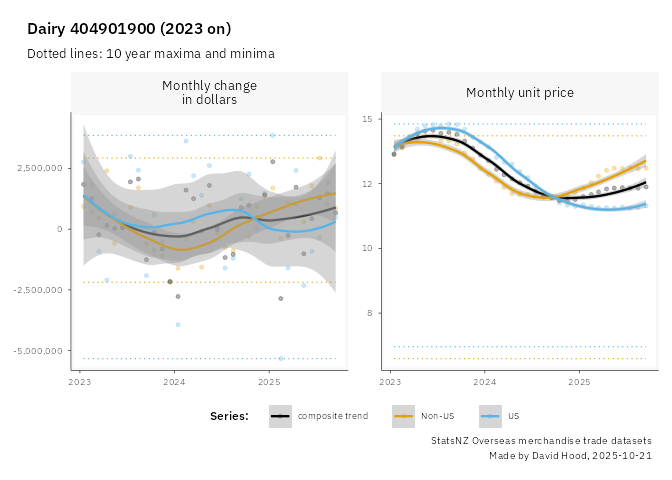 Dairy 404901900 (2023 on)
Dotted lines: 10 year maxima and minima
Monthly change
in dollars
Monthly unit price
2,500,000
0
-2,500,000
-5,000,000
2023
2024
2025
15
12
10
8
2023
2024
2025
Series:
composite trend
Non-US
US
StatsNZ Overseas merchandise trade datasets
Made by David Hood, 2025-10-21